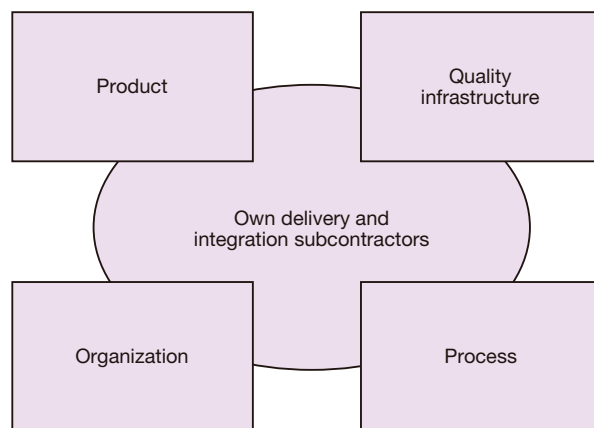 Product
Quality
infrastructure
Own delivery and
integration subcontractors
Organization
Process